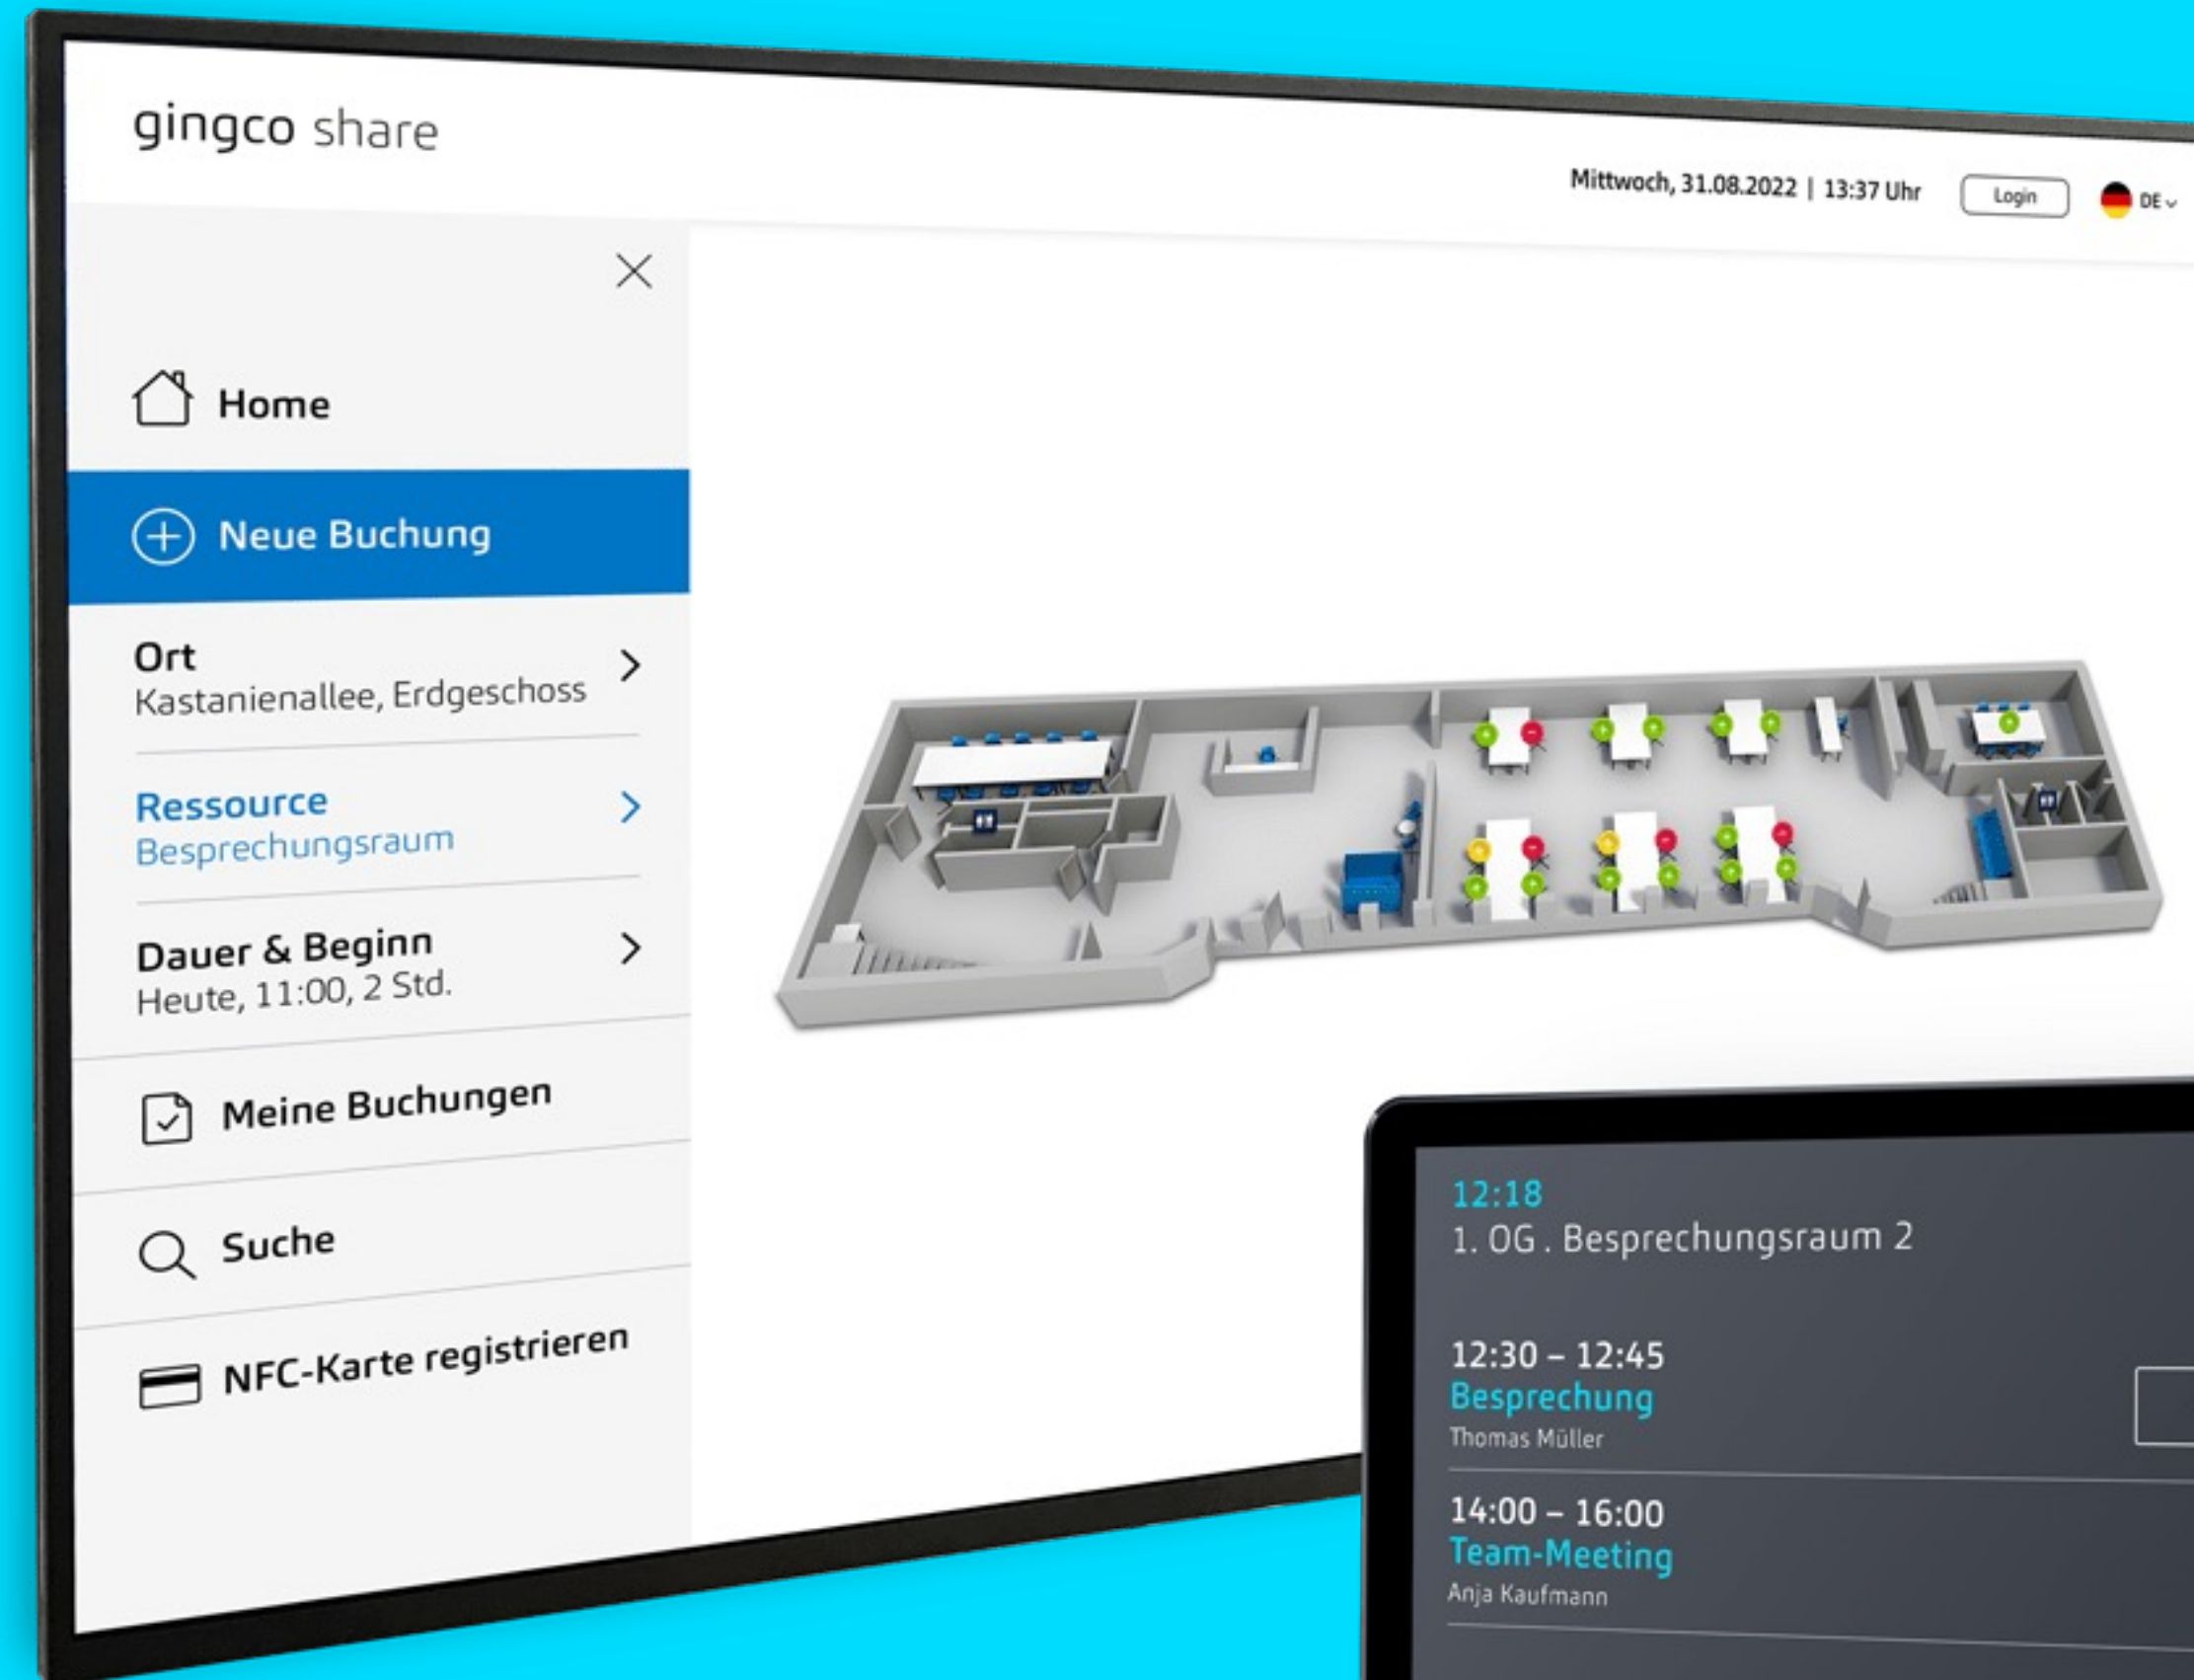 gingco share
Mittwoch, 31.08.2022 | 13:37 Uhr
Login
DE
Home
Neue Buchung
Ort
Kastanienallee, Erdgeschoss
Ressource
Besprechungsraum
Dauer & Beginn
Heute, 11:00, 2 Std.
Meine Buchungen
Suche
NFC-Karte registrieren
12:18
1. OG . Besprechungsraum 2
12:30 – 12:45
Besprechung
Thomas Müller
14:00 – 16:00
Team-Meeting
Anja Kaufmann